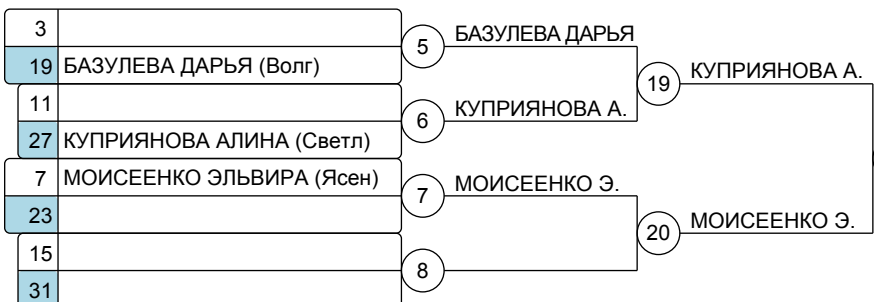 3
19 БАЗУЛЕВА ДАРЬЯ (Волг)
5 БАЗУЛЕВА ДАРЬЯ
11
27 КУПРИЯНОВА АЛИНА (Светл)
6 КУПРИЯНОВА А.
19 КУПРИЯНОВА А.
7 МОИСЕЕНКО ЭЛЬВИРА (Ясен)
23
7 МОИСЕЕНКО Э.
15
31
8
20 МОИСЕЕНКО Э.